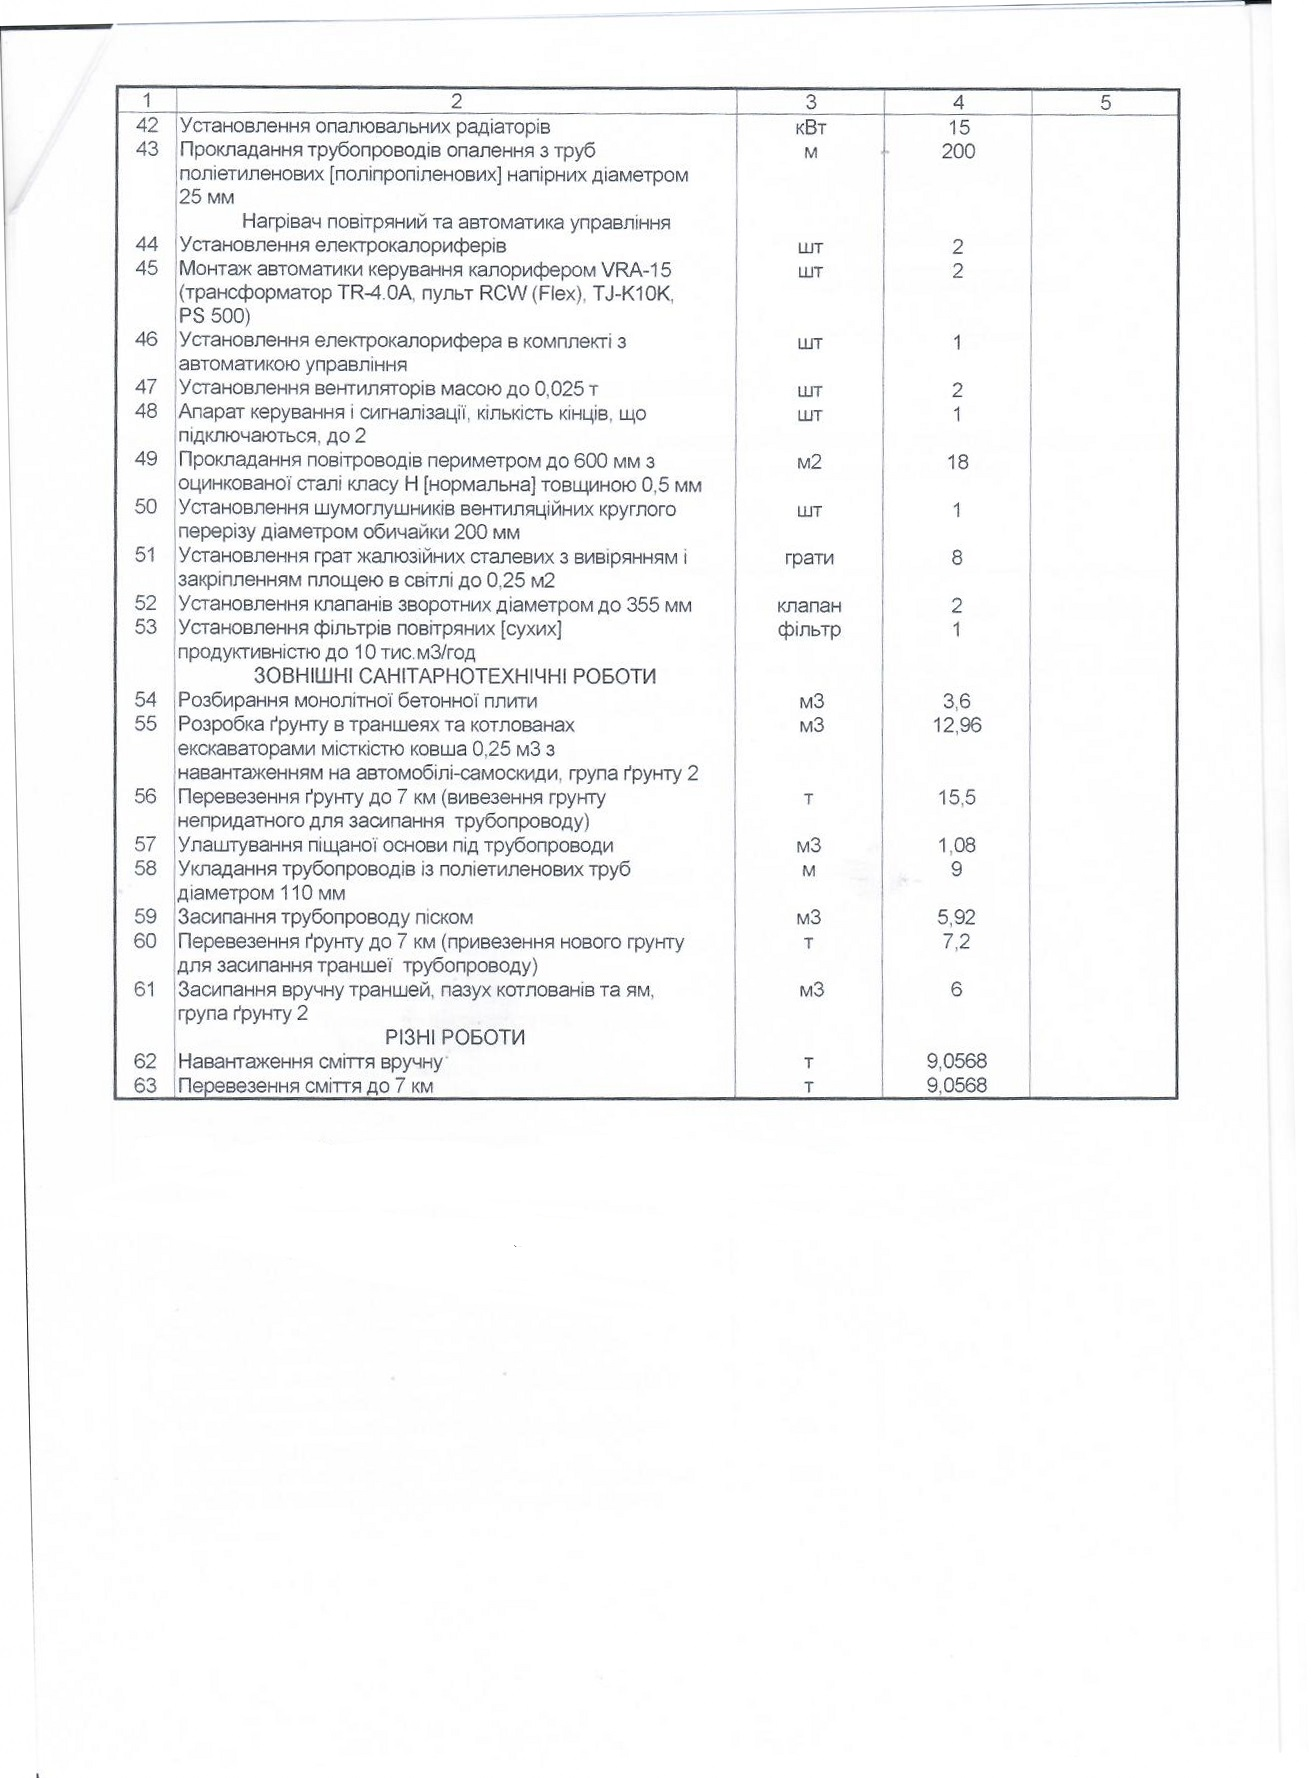 1 2 3 4 5
42 Установлення опалювальних радіаторів кВт 15
43 Прокладання трубопроводів опалення з труб м 200
поліетиленових [поліпропіленових] напірних діаметром
25 мм
Нагрівач повітряний та автоматика управління
44 Установлення електрокалориферів шт 2
45 Монтаж автоматики керування калорифером VRA-15 шт 2
(трансформатор TR-4.0A, пульт RCW (Flex), TJ-K10K,
PS 500)
46 Установлення електрокалорифера в комплекті з шт 1
автоматикою управління
47 Установлення вентиляторів масою до 0,025 т шт 2
48 Апарат керування і сигналізації, кількість кінців, що шт 1
підключаються, до 2
49 Прокладання повітроводів периметром до 600 мм з м2 18
оцинкованої сталі класу Н [нормальна] товщиною 0,5 мм
50 Установлення шумоглушників вентиляційних круглого шт 1
перерізу діаметром обичайки 200 мм
51 Установлення грат жалюзійних сталевих з вивірянням і грати 8
закріпленням площею в світлі до 0,25 м2
52 Установлення клапанів зворотних діаметром до 355 мм клапан 2
53 Установлення фільтрів повітряних [сухих] фільтр 1
продуктивністю до 10 тис.м3/год
ЗОВНІШНІ САНІТАРНОТЕХНІЧНІ РОБОТИ
54 Розбирання монолітної бетонної плити м3 3,6
55 Розробка ґрунту в траншеях та котлованах м3 12,96
екскаваторами місткістю ковша 0,25 м3 з
навантаженням на автомобілі-самоскиди, група ґрунту 2
56 Перевезення ґрунту до 7 км (вивезення грунту т 15,5
непридатного для засипання трубопроводу)
57 Улаштування піщаної основи під трубопроводи м3 1,08
58 Укладання трубопроводів із поліетиленових труб м 9
діаметром 110 мм
59 Засипання трубопроводу піском м3 5,92
60 Перевезення ґрунту до 7 км (привезення нового грунту т 7,2
для засипання траншеї трубопроводу)
61 Засипання вручну траншей, пазух котлованів та ям, м3 6
група ґрунту 2
РІЗНІ РОБОТИ
62 Навантаження сміття вручну т 9,0568
63 Перевезення сміття до 7 км т 9,0568